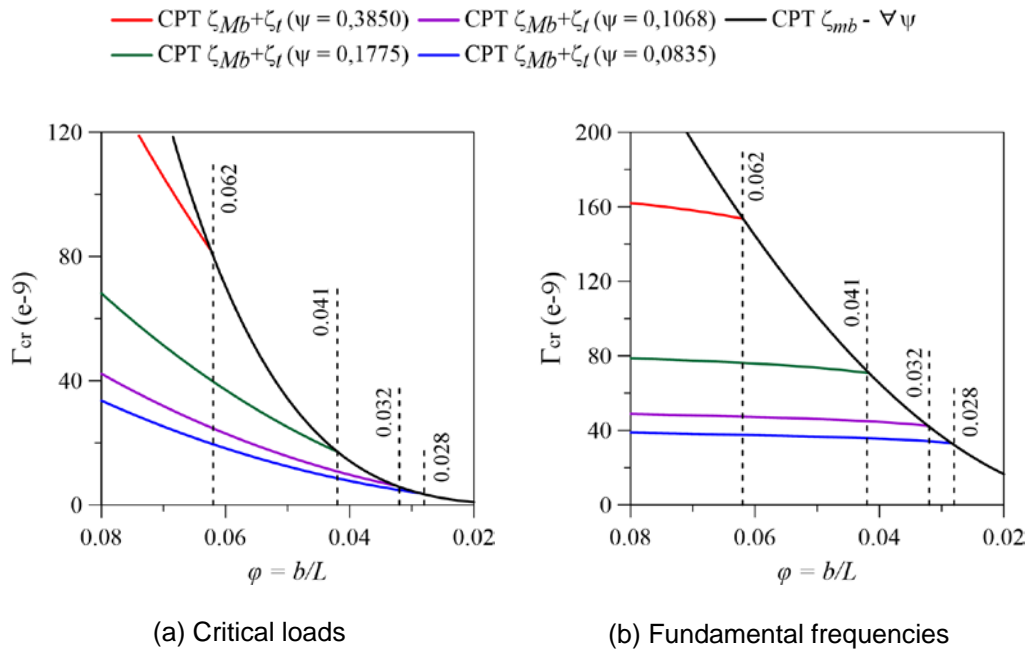 CPT ζMb+ζt (ψ = 0,3850) CPT ζMb+ζt (ψ = 0,1068) CPT ζmb - ∀ψ
CPT ζMb+ζt (ψ = 0,1775) CPT ζMb+ζt (ψ = 0,0835)
120
80
40
0
Γcr (e-9)
0.062
0.041
0.032
0.028
0.08 0.06 0.04 0.02
φ = b/L
(a) Critical loads
200
160
120
80
40
0
Γcr (e-9)
0.062
0.041
0.032
0.028
0.08 0.06 0.04 0.02
φ = b/L
(b) Fundamental frequencies